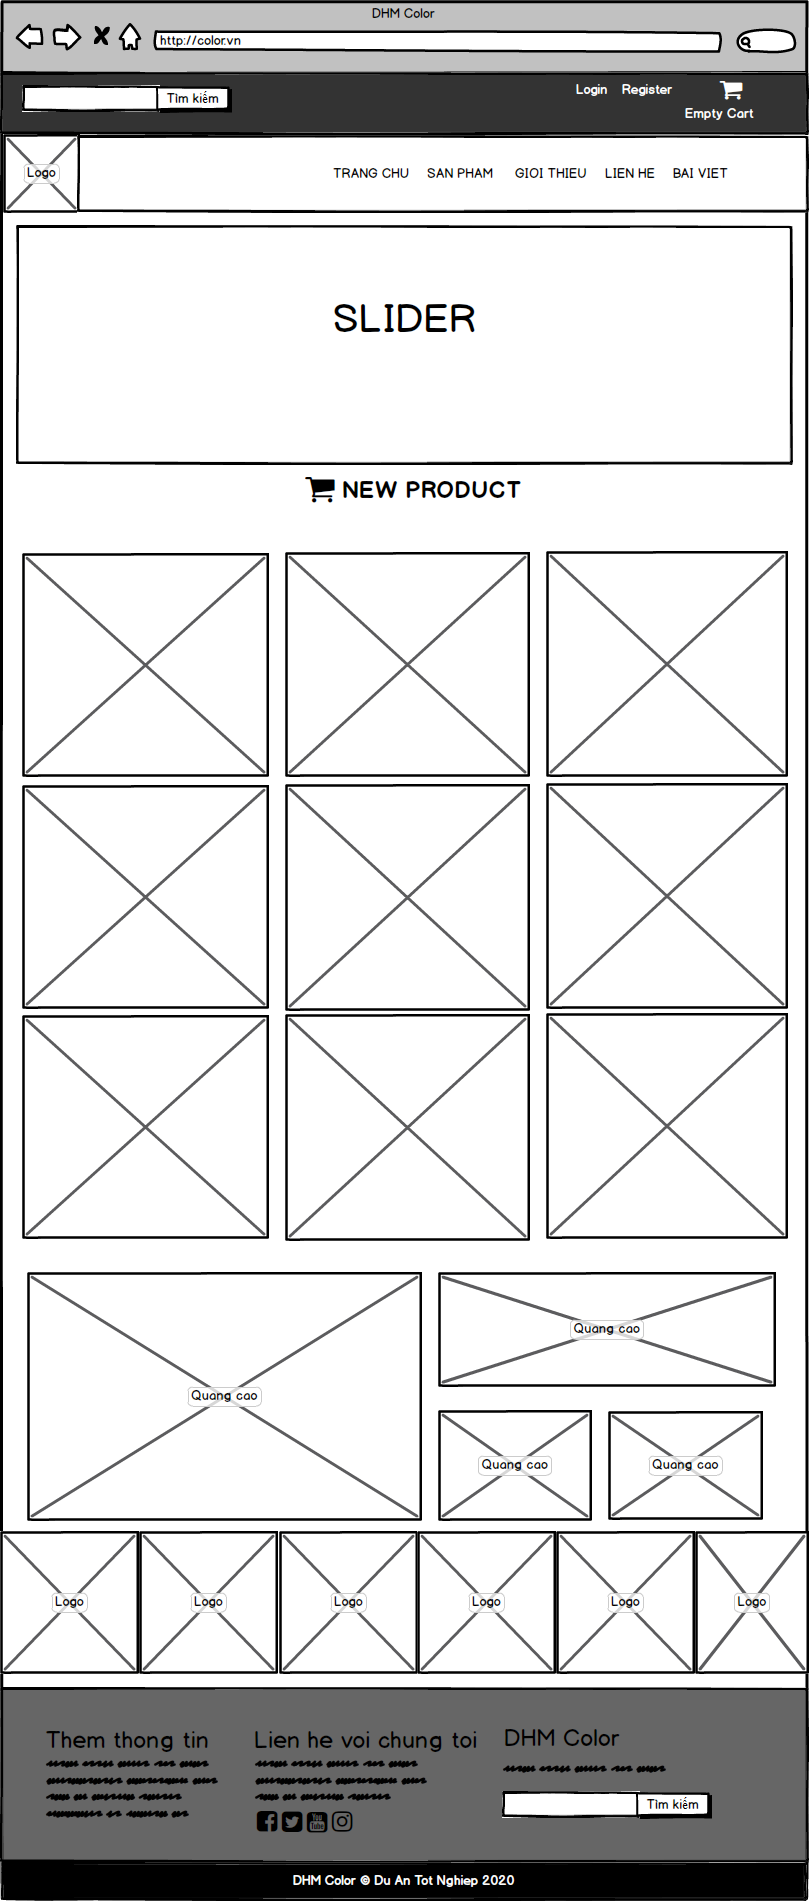 DHM Color
http://color.vn
Tìm kiếm
Login Register
Empty Cart
Logo
TRANG CHU SAN PHAM GIOI THIEU LIEN HE BAI VIET
SLIDER
NEW PRODUCT
Quang cao
Quang cao
Quang cao
Quang cao
Logo
Logo
Logo
Logo
Logo
Logo
Them thong tin
Lien he voi chung toi
You Tube
DHM Color
Tìm kiếm
DHM Color © Du An Tot Nghiep 2020